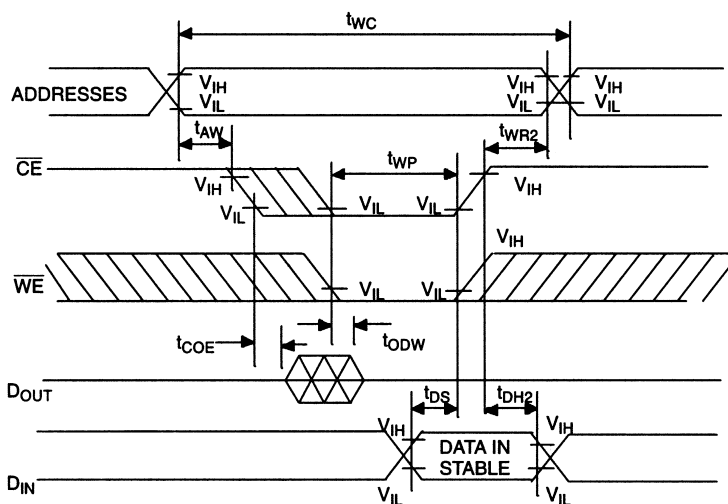 tWC
ADDRESSES
VIH VIH VIH
VIL VIL VIL
tAW tWR2
CE tWP
VIH VIH
VIL VIL VIL
VIH
WE VIL VIL
tCOE tODW
DOUT
tDS tDH2
VIH VIH
DATA IN
STABLE
DIN
VIL VIL